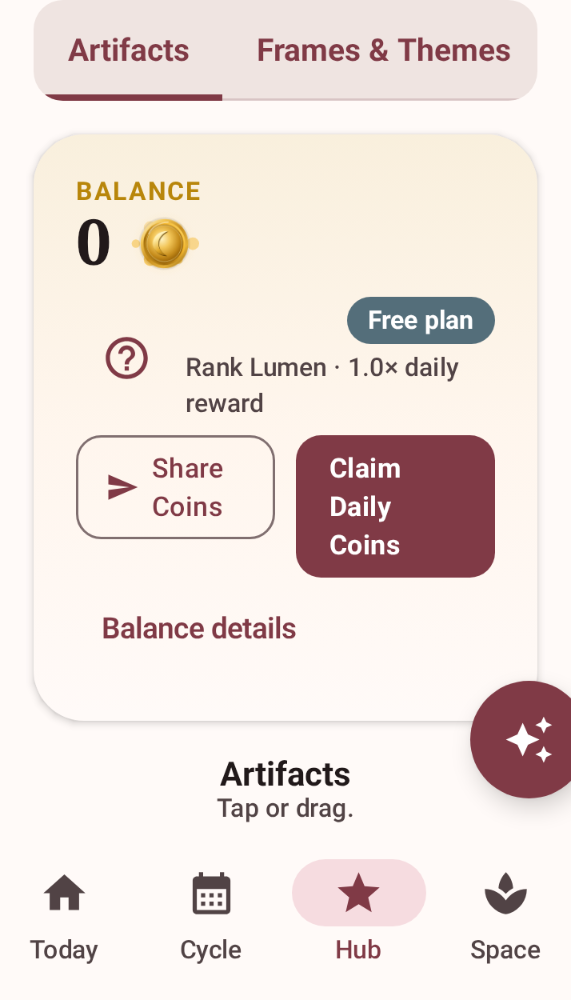 Artifacts
Frames & Themes
BALANCE
0
Free plan
Rank Lumen · 1.0× daily
reward
Share
Coins
Claim
Daily
Coins
Balance details
Artifacts
Tap or drag.
Today
Cycle
Hub
Space